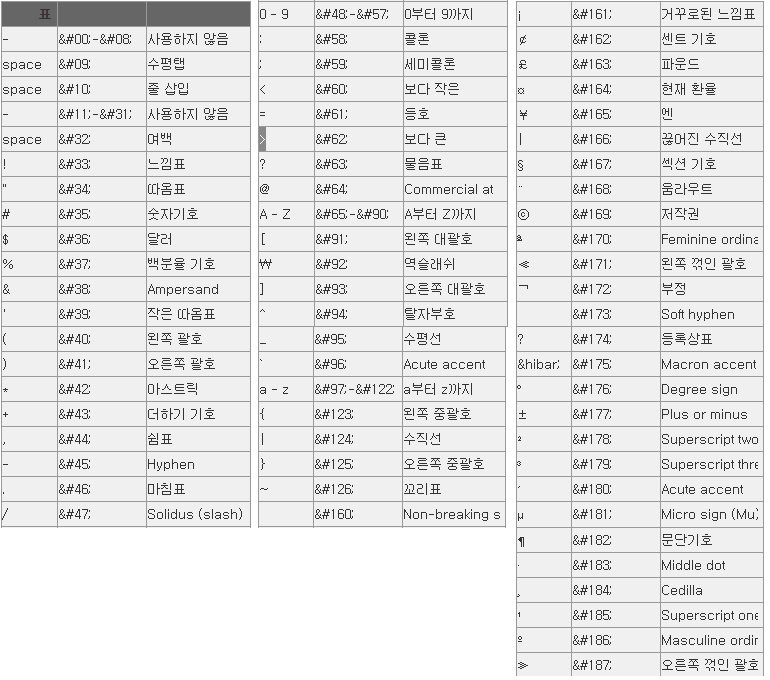 표
- &#00;-&#08; 사용하지 않음
space &#09; 수평탭
space &#10; 줄 삽입
- &#11;-&#31; 사용하지 않음
space &#32; 여백
! &#33; 느낌표
" &#34; 따옴표
# &#35; 숫자기호
$ &#36; 달러
% &#37; 백분율 기호
& &#38; Ampersand
' &#39; 작은 따옴표
( &#40; 왼쪽 괄호
) &#41; 오른쪽 괄호
* &#42; 아스트릭
+ &#43; 더하기 기호
, &#44; 쉼표
- &#45; Hyphen
. &#46; 마침표
/ &#47; Solidus (slash)
0 - 9 &#48;-&#57; 0부터 9까지
: &#58; 콜론
; &#59; 세미콜론
< &#60; 보다 작은
= &#61; 등호
> &#62; 보다 큰
? &#63; 물음표
@ &#64; Commercial at
A - Z &#65;-&#90; A부터 Z까지
[ &#91; 왼쪽 대괄호
₩ &#92; 역슬래쉬
] &#93; 오른쪽 대괄호
^ &#94; 탈자부호
_ &#95; 수평선
` &#96; Acute accent
a - z &#97;-&#122; a부터 z까지
{ &#123; 왼쪽 중괄호
| &#124; 수직선
} &#125; 오른쪽 중괄호
~ &#126; 꼬리표
&#160; Non-breaking s
¡ &#161; 거꾸로된 느낌표
¢ &#162; 센트 기호
£ &#163; 파운드
¤ &#164; 현재 환율
¥ &#165; 엔
| &#166; 끊어진 수직선
§ &#167; 섹션 기호
¨ &#168; 움라우트
ⓒ &#169; 저작권
ª &#170; Feminine ordina
≪ &#171; 왼쪽 꺾인 괄호
¬ &#172; 부정
&#173; Soft hyphen
? &#174; 등록상표
&hibar; &#175; Macron accent
° &#176; Degree sign
± &#177; Plus or minus
² &#178; Superscript two
³ &#179; Superscript thre
´ &#180; Acute accent
μ &#181; Micro sign (Mu)
¶ &#182; 문단기호
· &#183; Middle dot
¸ &#184; Cedilla
¹ &#185; Superscript one
º &#186; Masculine ordin
≫ &#187; 오른쪽 꺾인 괄호